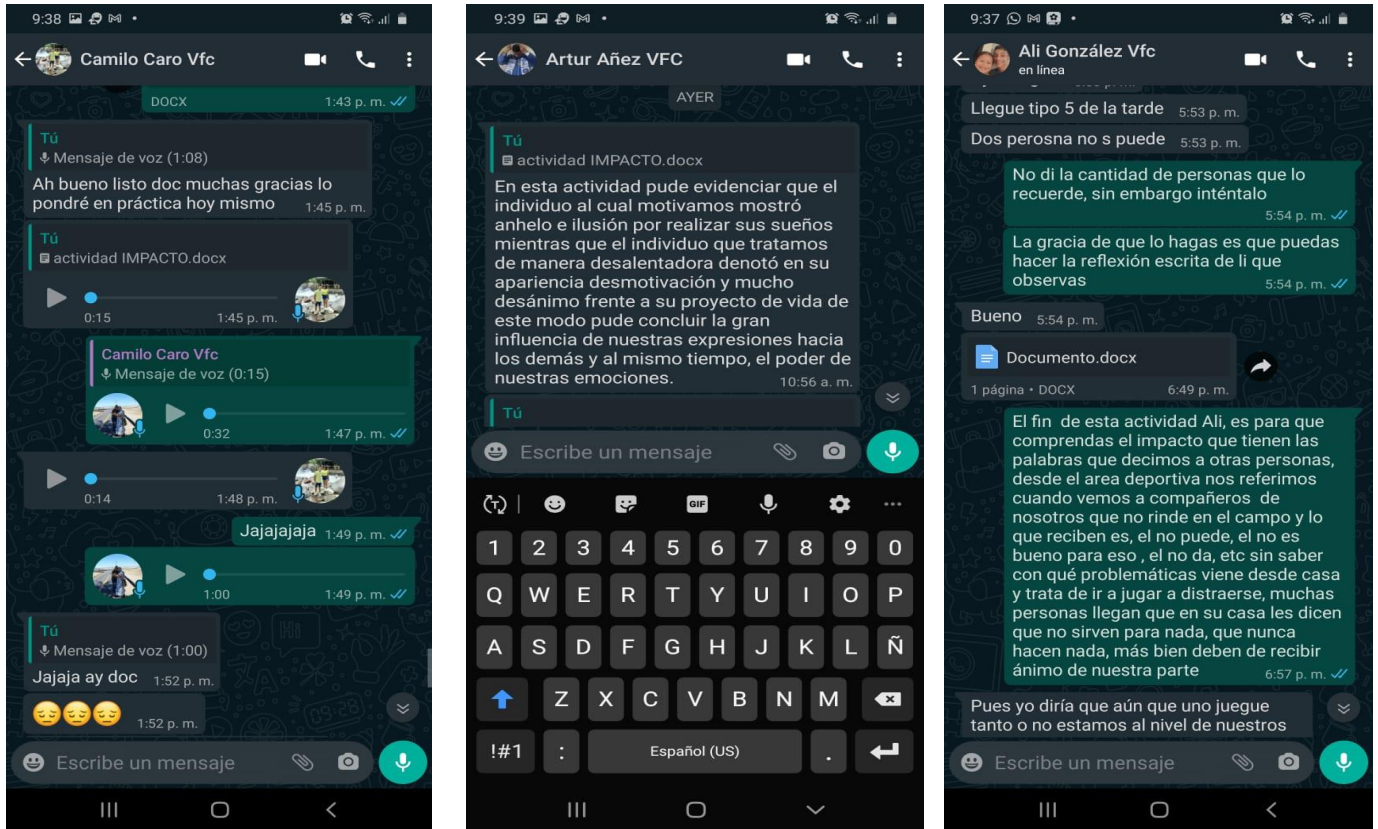 9:38
Camilo Caro Vfc
DOCX 1:43 p. m.
Tú
Mensaje de voz (1:08)
Ah bueno listo doc muchas gracias lo
pondré en práctica hoy mismo 1:45 p. m.
Tú
actividad IMPACTO.docx
0:15 1:45 p. m.
Camilo Caro Vfc
Mensaje de voz (0:15)
0:32 1:47 p. m.
0:14 1:48 p. m.
Jajajajaja 1:49 p. m.
1:00 1:49 p. m.
Tú
Mensaje de voz (1:00)
Jajaja ay doc 1:52 p. m.
1:52 p. m.
Escribe un mensaje
9:39
Artur Añez VFC
AYER
Tú
actividad IMPACTO.docx
En esta actividad pude evidenciar que el
individuo al cual motivamos mostró
anhelo e ilusión por realizar sus sueños
mientras que el individuo que tratamos
de manera desalentadora denotó en su
apariencia desmotivación y mucho
desánimo frente a su proyecto de vida de
este modo pude concluir la gran
influencia de nuestras expresiones hacia
los demás y al mismo tiempo, el poder de
nuestras emociones. 10:56 a. m.
Tú
Escribe un mensaje
GIF
1 2 3 4 5 6 7 8 9 0
Q W E R T Y U I O P
A S D F G H J K L Ñ
Z X C V B N M
!#1 : Español (US) .
9:37
Ali González Vfc
en línea
Llegue tipo 5 de la tarde 5:53 p. m.
Dos perosna no s puede 5:53 p. m.
No di la cantidad de personas que lo
recuerde, sin embargo inténtalo
5:54 p. m.
La gracia de que lo hagas es que puedas
hacer la reflexión escrita de li que
observas 5:54 p. m.
Bueno 5:54 p. m.
Documento.docx
1 página • DOCX 6:49 p. m.
El fin de esta actividad Ali, es para que
comprendas el impacto que tienen las
palabras que decimos a otras personas,
desde el area deportiva nos referimos
cuando vemos a compañeros de
nosotros que no rinde en el campo y lo
que reciben es, el no puede, el no es
bueno para eso , el no da, etc sin saber
con qué problemáticas viene desde casa
y trata de ir a jugar a distraerse, muchas
personas llegan que en su casa les dicen
que no sirven para nada, que nunca
hacen nada, más bien deben de recibir
ánimo de nuestra parte 6:57 p. m.
Pues yo diría que aún que uno juegue
tanto o no estamos al nivel de nuestros
Escribe un mensaje